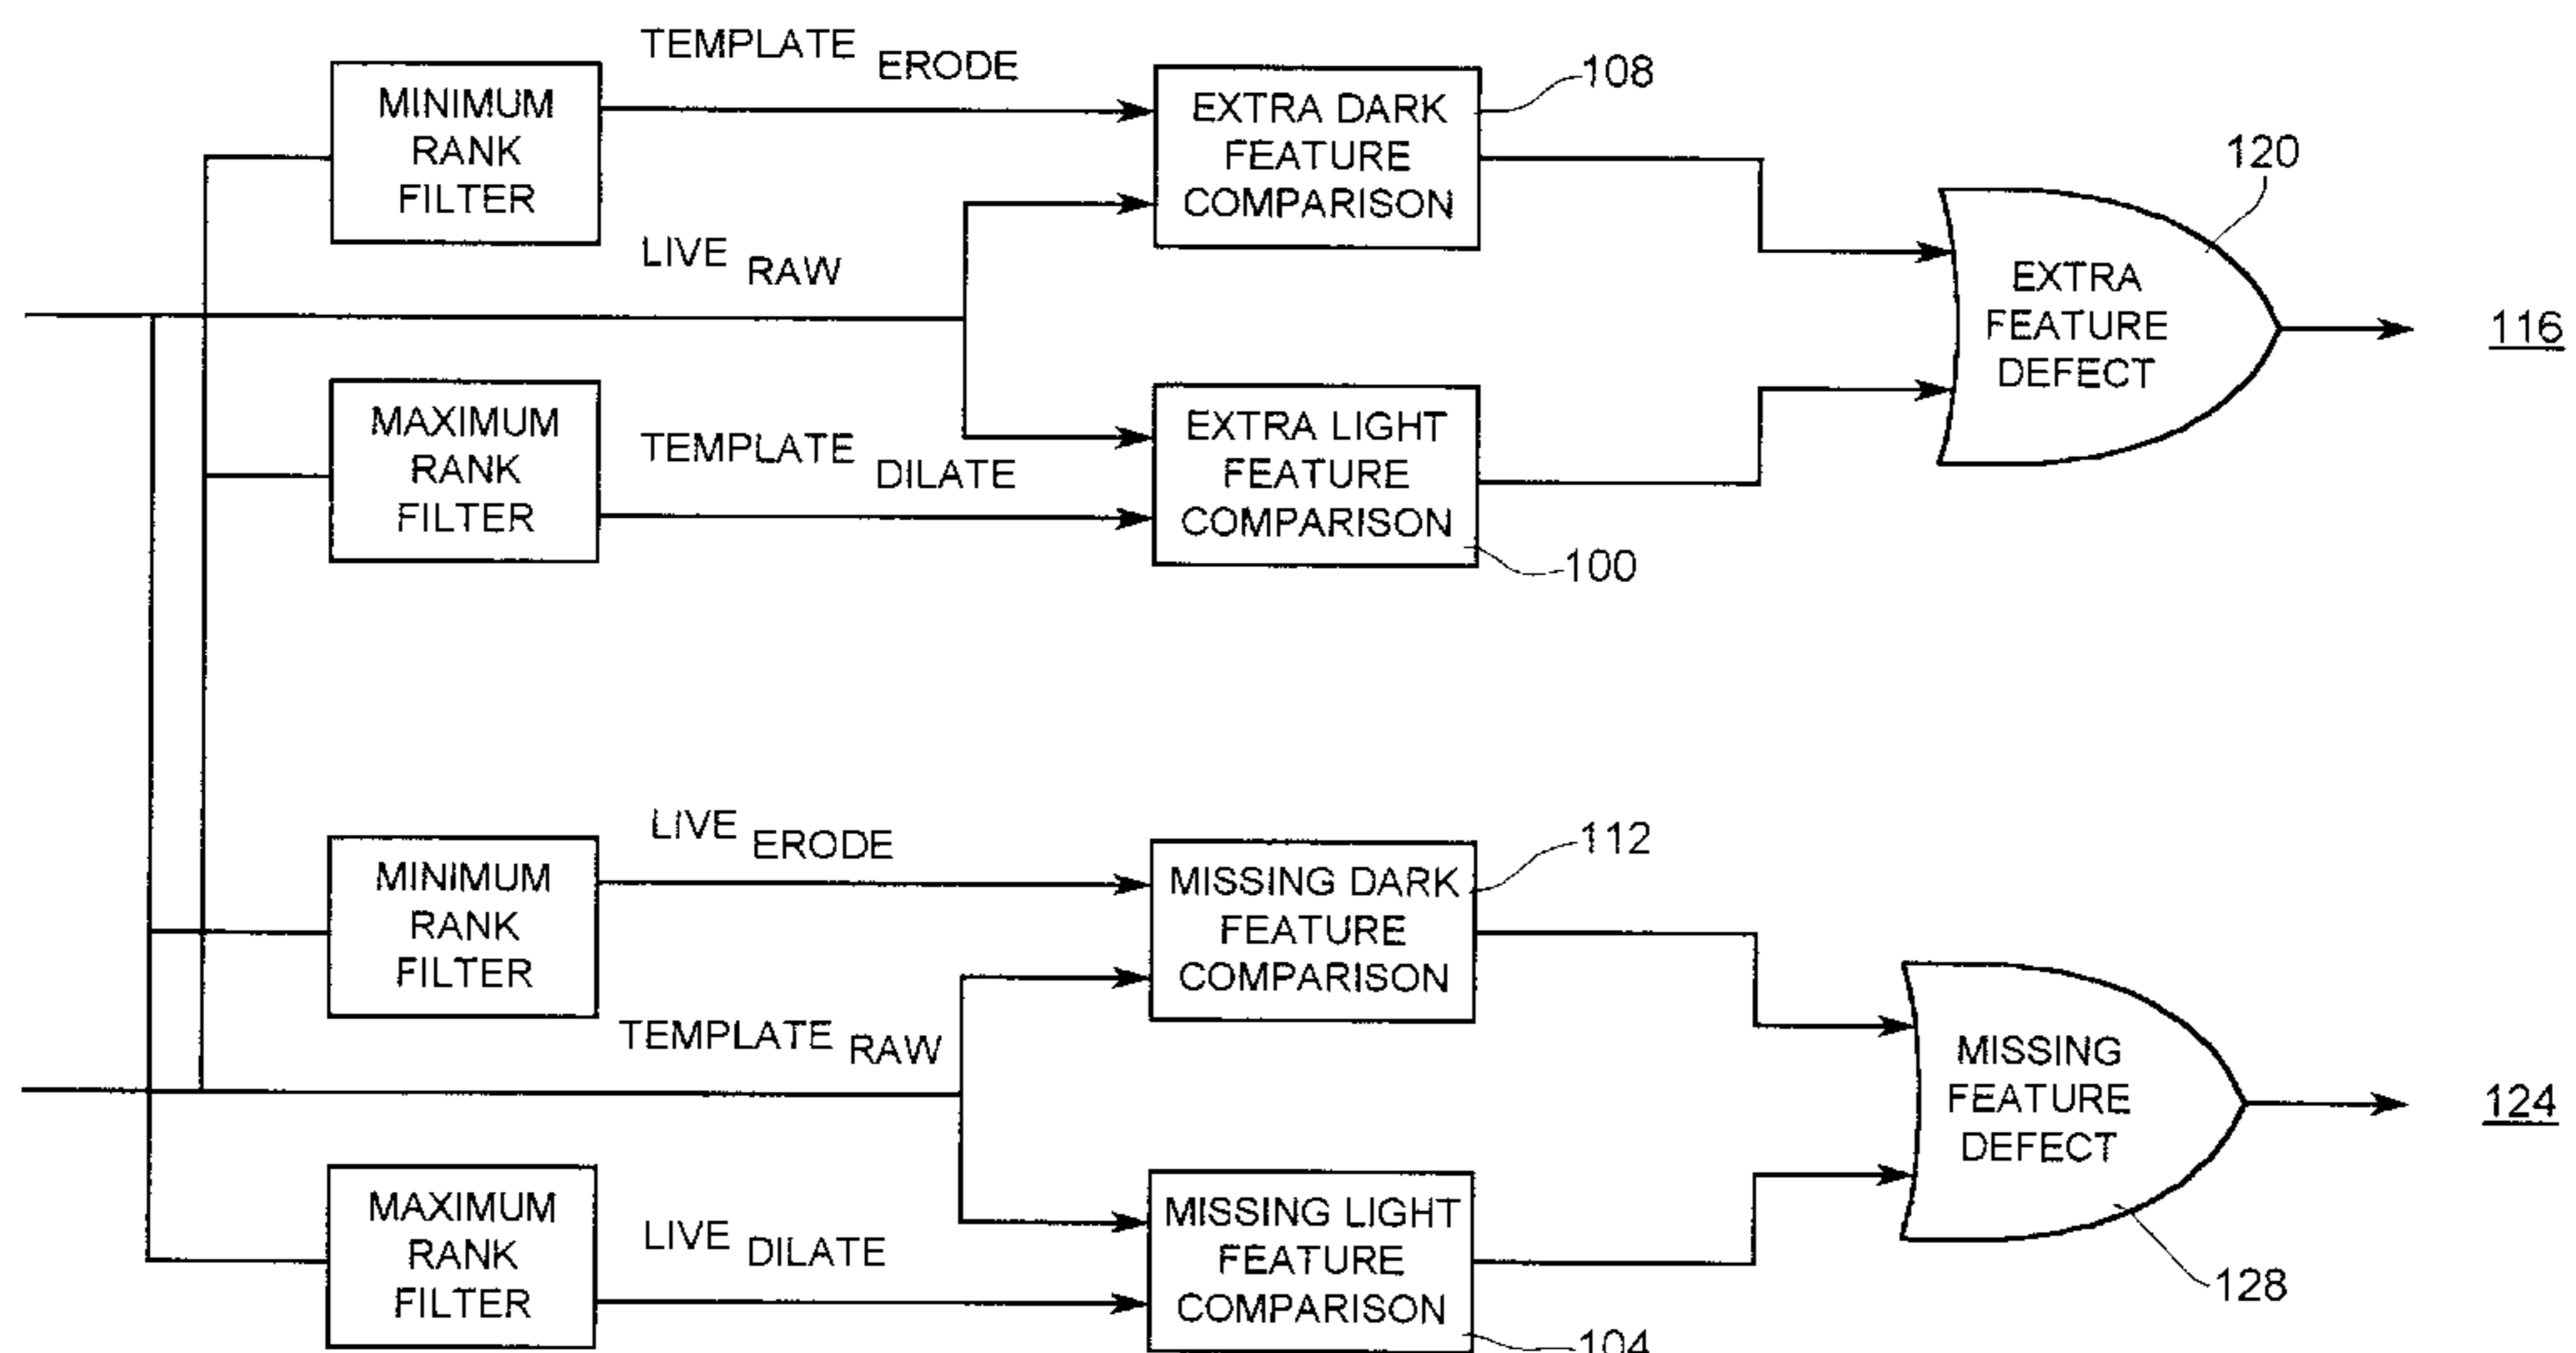 TEMPLATE ERODE
MINIMUM
RANK
FILTER
EXTRA DARK
FEATURE
COMPARISON
108
LIVE RAW
120
EXTRA
FEATURE
DEFECT
116
MAXIMUM
RANK
FILTER
TEMPLATE DILATE
EXTRA LIGHT
FEATURE
COMPARISON
100
LIVE ERODE
MINIMUM
RANK
FILTER
MISSING DARK
FEATURE
COMPARISON
112
TEMPLATE RAW
MISSING
FEATURE
DEFECT
124
MAXIMUM
RANK
FILTER
LIVE DILATE
MISSING LIGHT
FEATURE
COMPARISON
128
104